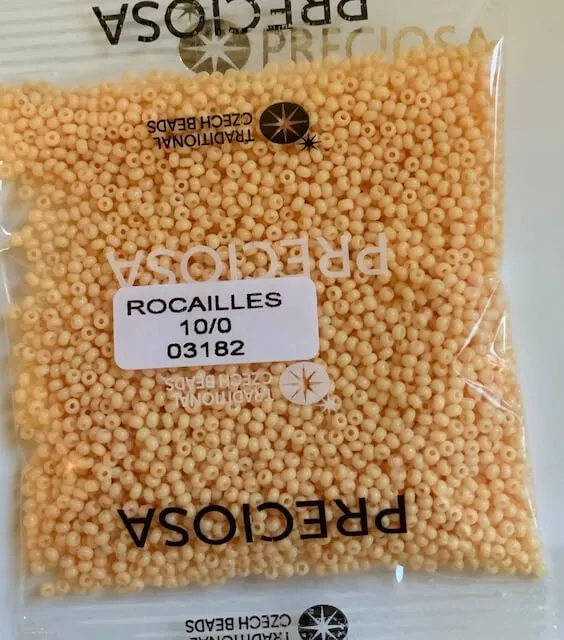 PRECIOSA
PRECIOSA
TRADITIONAL
CZECH BEADS
PRECIOSA
ROCAILLES
10/0
03182
TRADITIONAL
CZECH BEADS
PRECIOSA
TRADITIONAL
CZECH BEADS